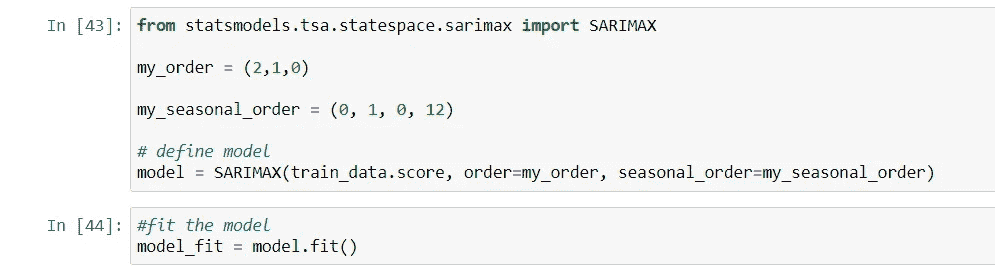 In [43]: from statsmodels.tsa.statespace.sarimax import SARIMAX
my_order = (2,1,0)
my_seasonal_order = (0, 1, 0, 12)
# define model
model = SARIMAX(train_data.score, order=my_order, seasonal_order=my_seasonal_order)
In [44]: #fit the model
model_fit = model.fit()